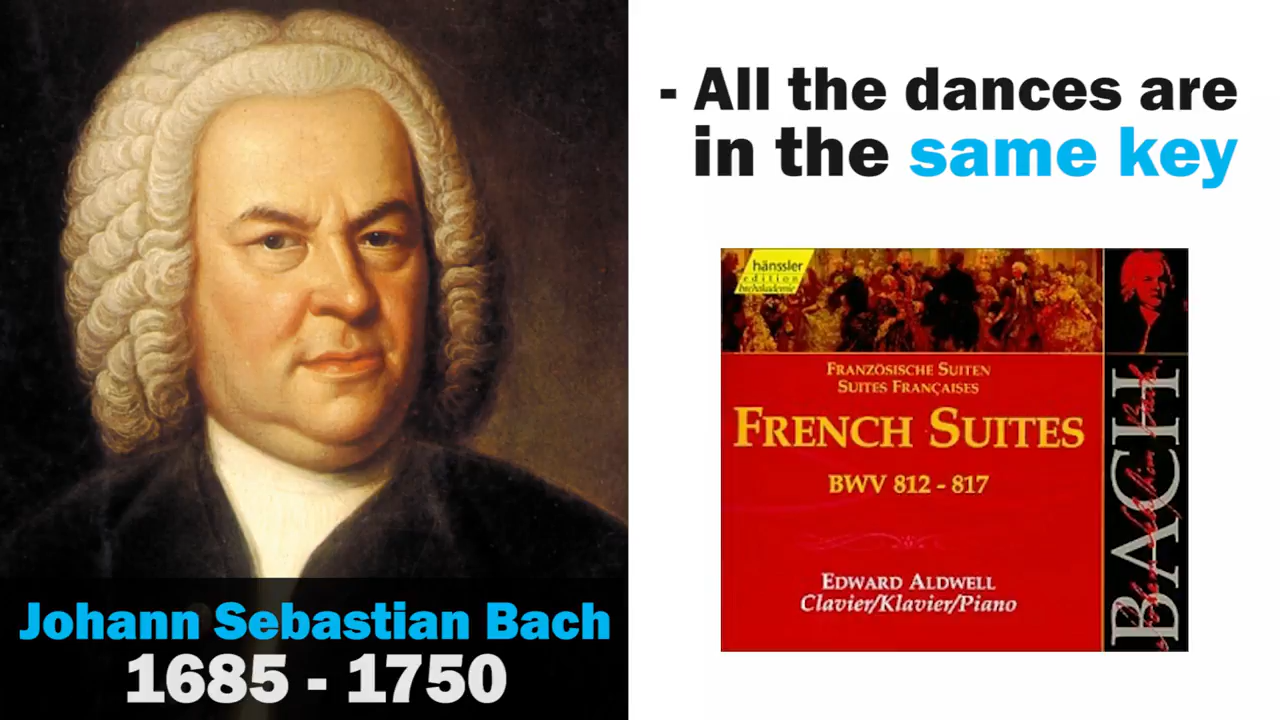 Johann Sebastian Bach
1685 - 1750
- All the dances are
in the same key
hänssler
edition
bachakademie
FRANZÖSISCHE SUITEN
SUITES FRANÇAISES
FRENCH SUITES
BWV 812 - 817
EDWARD ALDWELL
Clavier/Klavier/Piano
BACH